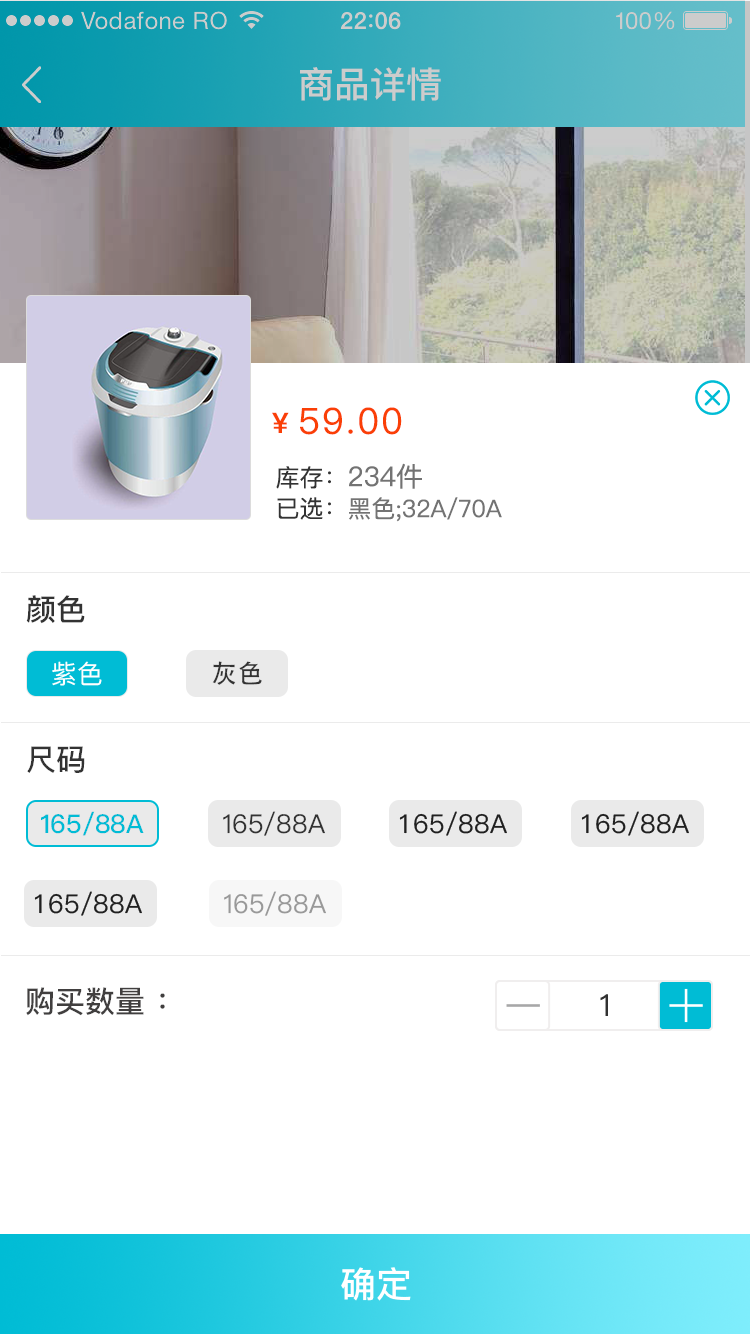 Vodafone RO 22:06 100%
商品详情
¥ 59.00
库存：234件
已选：黑色;32A/70A
颜色
紫色 灰色
尺码
165/88A 165/88A 165/88A 165/88A
165/88A 165/88A
购买数量 ： 1
确定